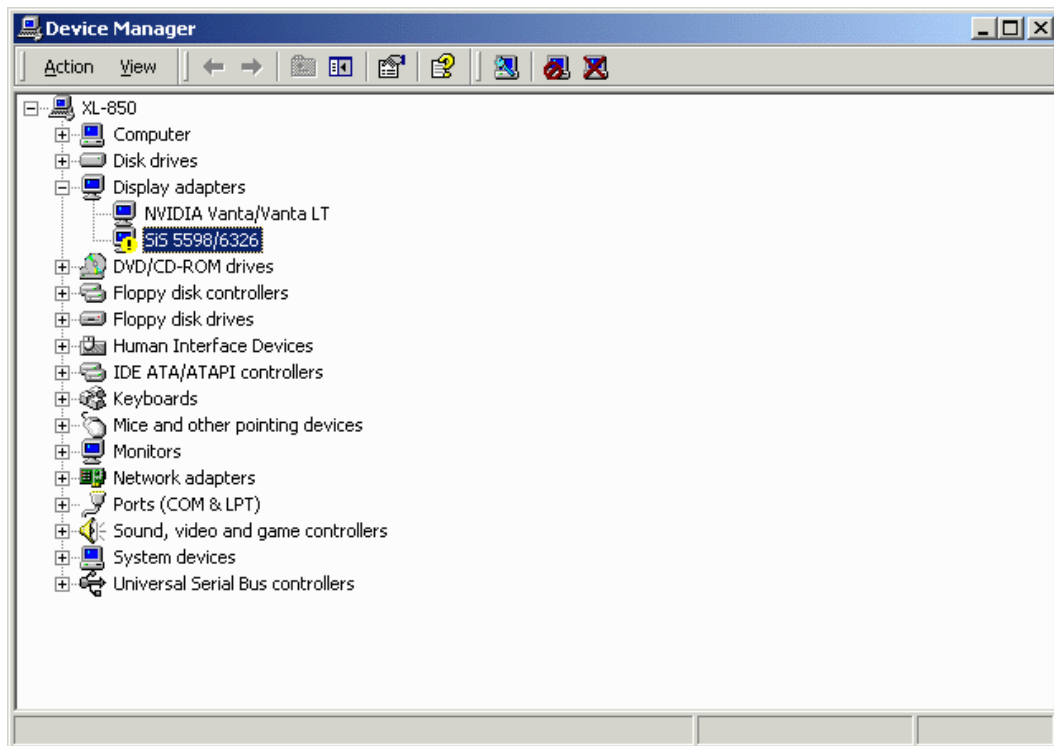 Device Manager
Action View
XL-850
Computer
Disk drives
Display adapters
NVIDIA Vanta/Vanta LT
SiS 5598/6326
DVD/CD-ROM drives
Floppy disk controllers
Floppy disk drives
Human Interface Devices
IDE ATA/ATAPI controllers
Keyboards
Mice and other pointing devices
Monitors
Network adapters
Ports (COM & LPT)
Sound, video and game controllers
System devices
Universal Serial Bus controllers